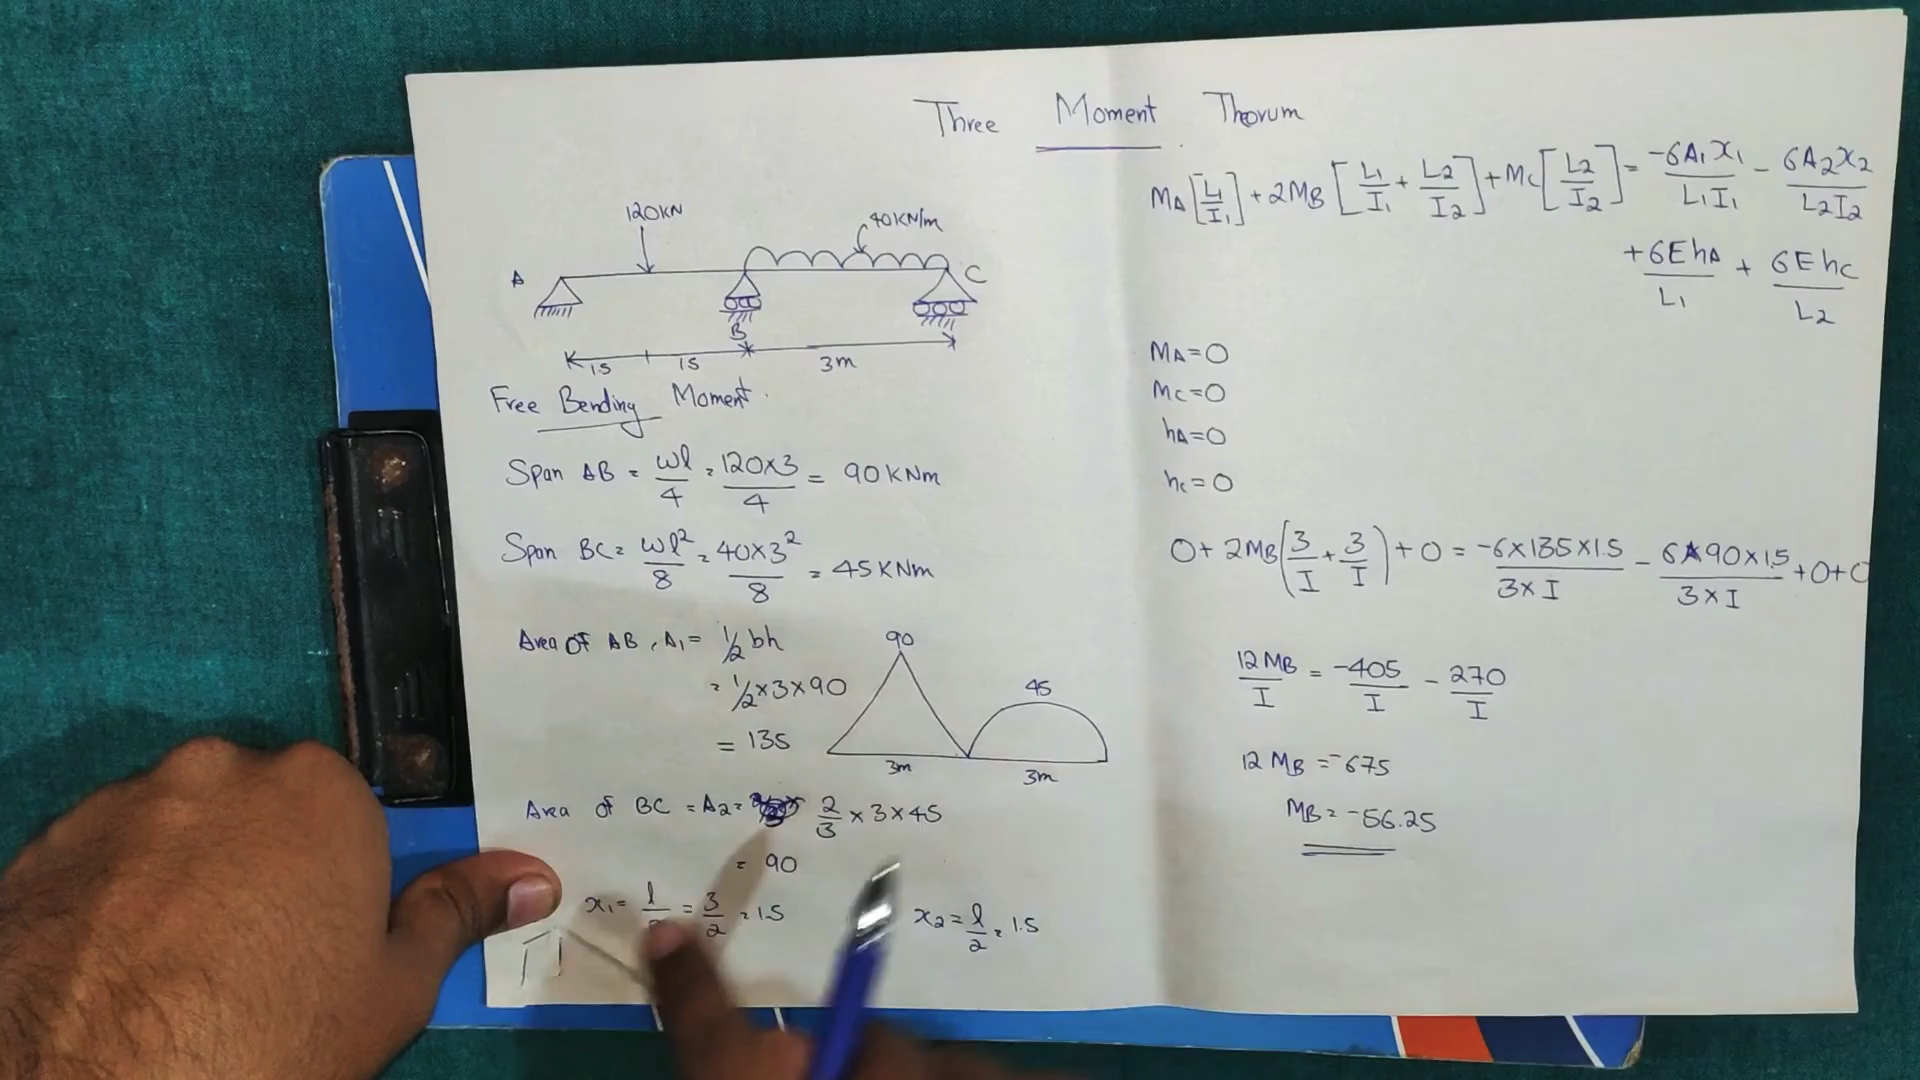 Three Moment Theorum
120KN
40KN/m
A
C
B
1.5
1.5
3m
Free Bending Moment.
Span AB = wl/4 = 120×3/4 = 90 KNm
Span BC = wl²/8 = 40×3²/8 = 45 KNm
Area of AB, A₁ = 1/2 bh
= 1/2×3×90
= 135
90
45
3m
3m
Area of BC = A₂ = 2/3 × 3 × 45
= 90
x₁ = l/ = 3/2 = 1.5
x₂ = l/2 = 1.5
MA[L1/I1] + 2MB[L1/I1 + L2/I2] + MC[L2/I2] = -6A₁x₁/L1I1 - 6A2x2/L2I2
+6EhA/L1 + 6Ehc/L2
MA=0
Mc=0
hA=0
hc=0
0+ 2MB(3/I + 3/I) + 0 = -6×135×1.5/3×I - 6×90×1.5/3×I +0+0
12MB/I = -405/I - 270/I
12 MB = -675
MB = -56.25